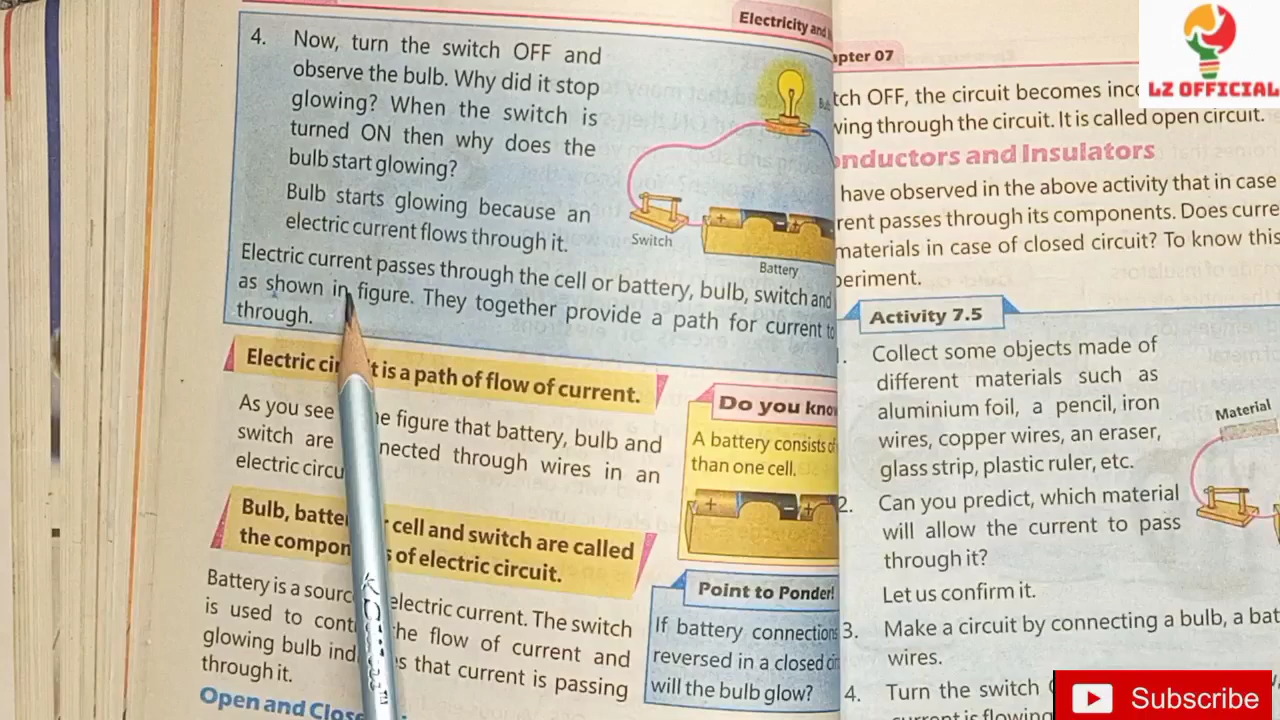 Electricity and
4. Now, turn the switch OFF and
observe the bulb. Why did it stop
glowing? When the switch is
turned ON then why does the
bulb start glowing?
Bulb starts glowing because an
electric current flows through it.
Switch
Battery
Electric current passes through the cell or battery, bulb, switch and
as shown in figure. They together provide a path for current to
through.
Electric ci t is a path of flow of current.
As you see e figure that battery, bulb and
switch are nected through wires in an
electric circu
Bulb, batte cell and switch are called
the compon s of electric circuit.
Battery is a sourc electric current. The switch
is used to cont he flow of current and
glowing bulb ind s that current is passing
through it.
Open and Close
Do you kno
A battery consists
than one cell.
Point to Ponder!
If battery connections
reversed in a closed
will the bulb glow?
pter 07
tch OFF, the circuit becomes inc
ving through the circuit. It is called open circuit.
nductors and Insulators
have observed in the above activity that in case
rent passes through its components. Does curre
materials in case of closed circuit? To know this
periment.
Activity 7.5
1. Collect some objects made of
different materials such as
aluminium foil, a pencil, iron
wires, copper wires, an eraser,
glass strip, plastic ruler, etc.
Material
2. Can you predict, which material
will allow the current to pass
through it?
Let us confirm it.
3. Make a circuit by connecting a bulb, a bat
wires.
4. Turn the switch
current is flowing
LZ OFFICIAL
Subscribe